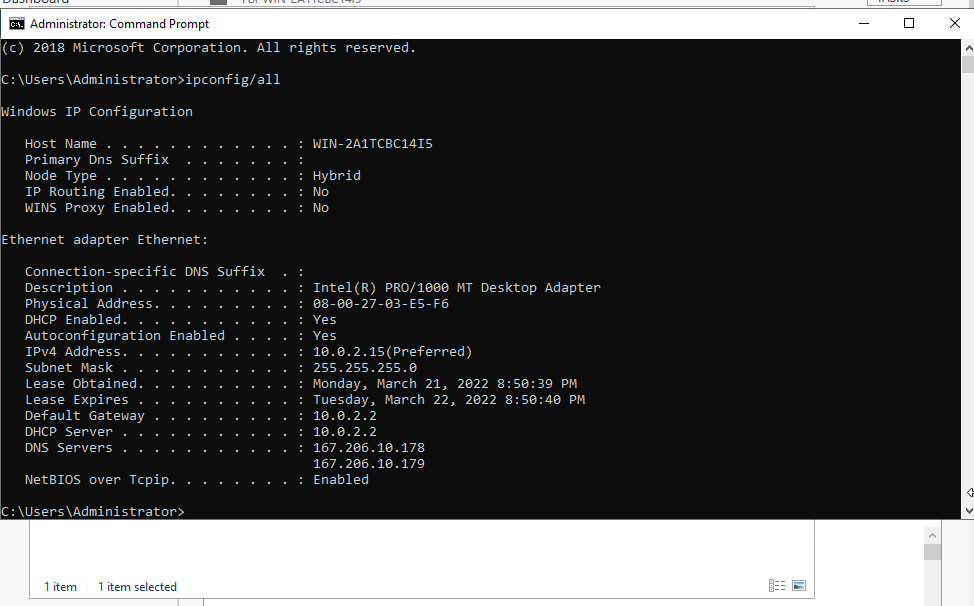 Administrator: Command Prompt
(c) 2018 Microsoft Corporation. All rights reserved.
C:\Users\Administrator>ipconfig/all
Windows IP Configuration
Host Name . . . . . . . . . . . . : WIN-2A1TCBC14I5
Primary Dns Suffix  . . . . . . . :
Node Type . . . . . . . . . . . . : Hybrid
IP Routing Enabled. . . . . . . . : No
WINS Proxy Enabled. . . . . . . . : No
Ethernet adapter Ethernet:
Connection-specific DNS Suffix  . :
Description . . . . . . . . . . . : Intel(R) PRO/1000 MT Desktop Adapter
Physical Address. . . . . . . . . : 08-00-27-03-E5-F6
DHCP Enabled. . . . . . . . . . . : Yes
Autoconfiguration Enabled . . . . : Yes
IPv4 Address. . . . . . . . . . . : 10.0.2.15(Preferred)
Subnet Mask . . . . . . . . . . . : 255.255.255.0
Lease Obtained. . . . . . . . . . : Monday, March 21, 2022 8:50:39 PM
Lease Expires . . . . . . . . . . : Tuesday, March 22, 2022 8:50:40 PM
Default Gateway . . . . . . . . . : 10.0.2.2
DHCP Server . . . . . . . . . . . : 10.0.2.2
DNS Servers . . . . . . . . . . . : 167.206.10.178
167.206.10.179
NetBIOS over Tcpip. . . . . . . . : Enabled
C:\Users\Administrator>
1 item 1 item selected